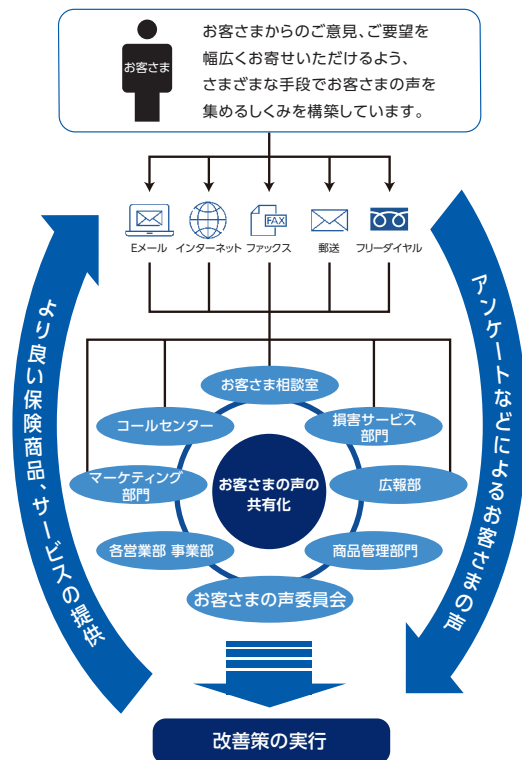 お客さま
お客さまからのご意見、ご要望を
幅広くお寄せいただけるよう、
さまざまな手段でお客さまの声を
集めるしくみを構築しています。
Eメール
インターネット
FAX
ファックス
郵送
フリーダイヤル
より良い保険商品、サービスの提供
アンケートなどによるお客さまの声
お客さま相談室
コールセンター
損害サービス
部門
マーケティング
部門
お客さまの声の
共有化
広報部
各営業部 事業部
商品管理部門
お客さまの声委員会
改善策の実行